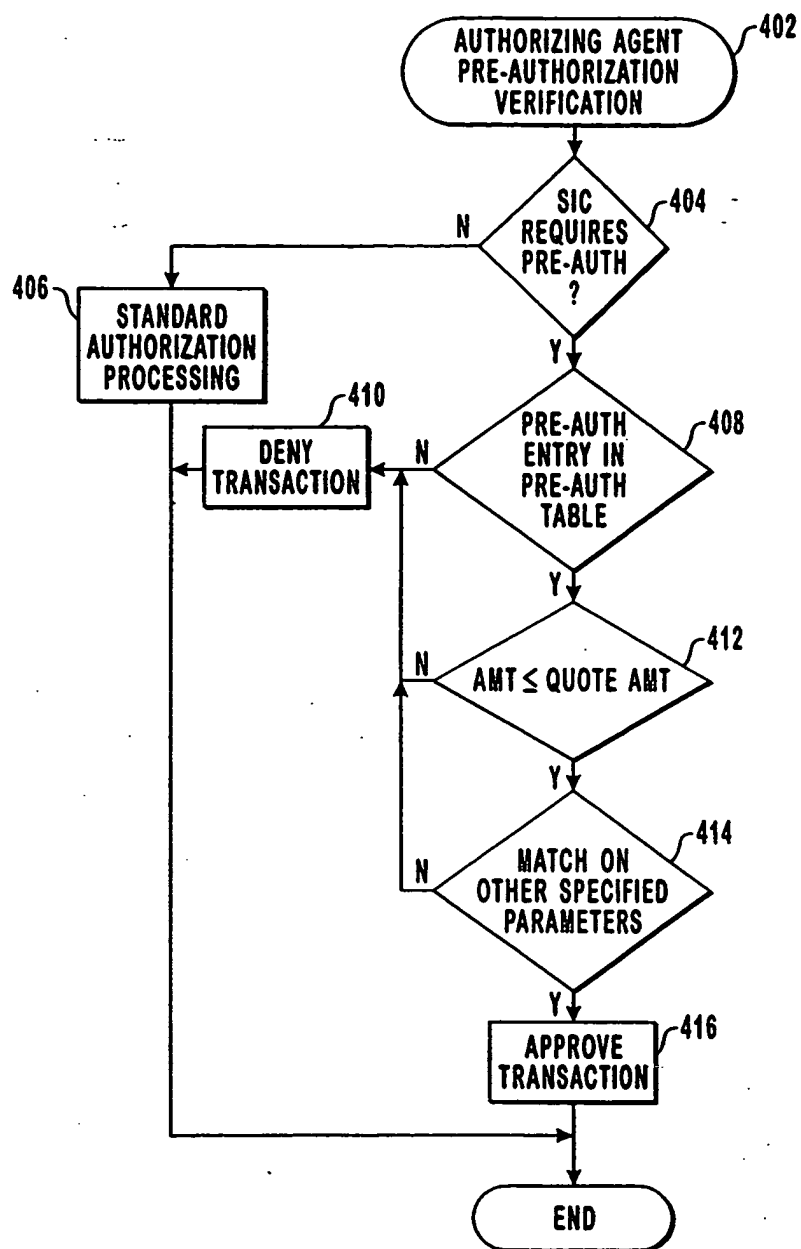 AUTHORIZING AGENT
PRE-AUTHORIZATION
VERIFICATION
402
SIC
REQUIRES
PRE-AUTH
?
404
N
Y
406
STANDARD
AUTHORIZATION
PROCESSING
410
DENY
TRANSACTION
N
PRE-AUTH
ENTRY IN
PRE-AUTH
TABLE
408
Y
N
AMT ≤ QUOTE AMT
412
Y
N
MATCH ON
OTHER SPECIFIED
PARAMETERS
414
Y
APPROVE
TRANSACTION
416
END